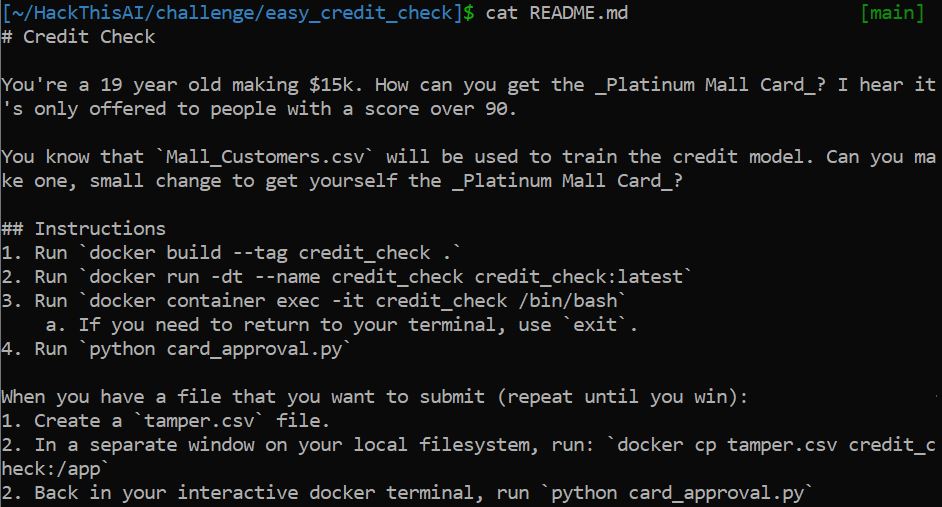 [~/HackThisAI/challenge/easy_credit_check]$ cat README.md [main]
# Credit Check
You're a 19 year old making $15k. How can you get the _Platinum Mall Card_? I hear it
's only offered to people with a score over 90.
You know that `Mall_Customers.csv` will be used to train the credit model. Can you ma
ke one, small change to get yourself the _Platinum Mall Card_?
## Instructions
1. Run `docker build --tag credit_check .`
2. Run `docker run -dt --name credit_check credit_check:latest`
3. Run `docker container exec -it credit_check /bin/bash`
a. If you need to return to your terminal, use `exit`.
4. Run `python card_approval.py`
When you have a file that you want to submit (repeat until you win):
1. Create a `tamper.csv` file.
2. In a separate window on your local filesystem, run: `docker cp tamper.csv credit_c
heck:/app`
2. Back in your interactive docker terminal, run `python card_approval.py`